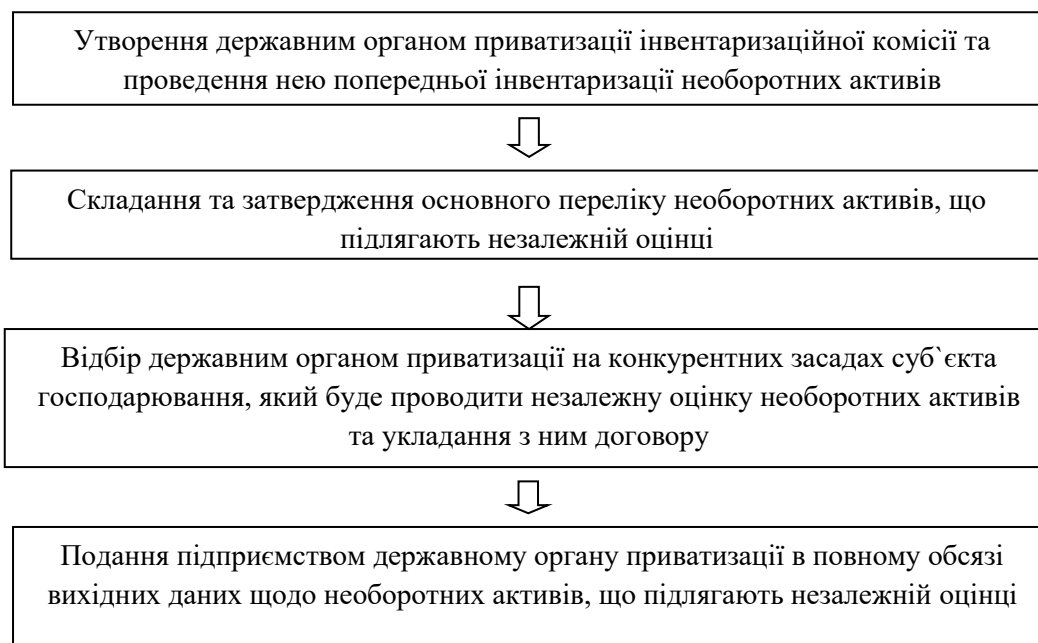 Утворення державним органом приватизації інвентаризаційної комісії та
проведення нею попередньої інвентаризації необоротних активів
Складання та затвердження основного переліку необоротних активів, що
підлягають незалежній оцінці
Відбір державним органом приватизації на конкурентних засадах суб`єкта
господарювання, який буде проводити незалежну оцінку необоротних активів
та укладання з ним договору
Подання підприємством державному органу приватизації в повному обсязі
вихідних даних щодо необоротних активів, що підлягають незалежній оцінці